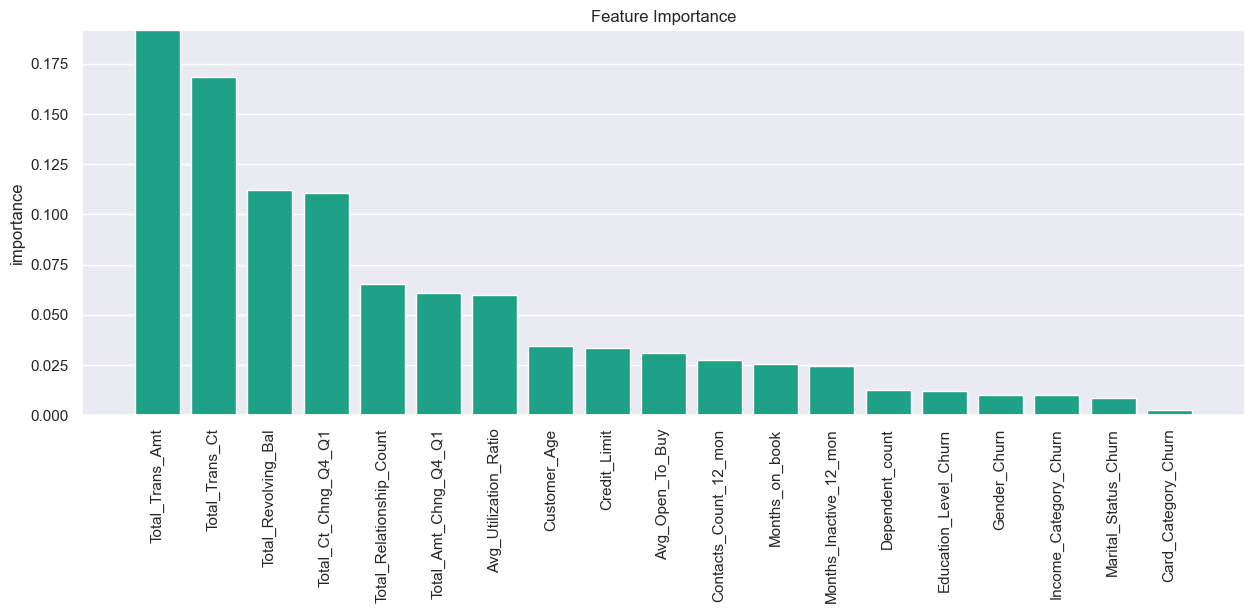 Feature Importance
importance
0.175
0.150
0.125
0.100
0.075
0.050
0.025
0.000
Total_Trans_Amt
Total_Trans_Ct
Total_Revolving_Bal
Total_Ct_Chng_Q4_Q1
Total_Relationship_Count
Total_Amt_Chng_Q4_Q1
Avg_Utilization_Ratio
Customer_Age
Credit_Limit
Avg_Open_To_Buy
Contacts_Count_12_mon
Months_on_book
Months_Inactive_12_mon
Dependent_count
Education_Level_Churn
Gender_Churn
Income_Category_Churn
Marital_Status_Churn
Card_Category_Churn